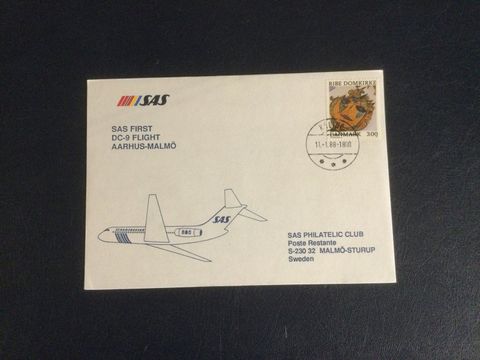 SAS
SAS FIRST
DC-9 FLIGHT
AARHUS-MALMÖ
RIBE DOMKIRKE
DANMARK 300
11.-1.88-1800
SAS
SAS PHILATELIC CLUB
Poste Restante
S-230 32 MALMÖ-STURUP
Sweden